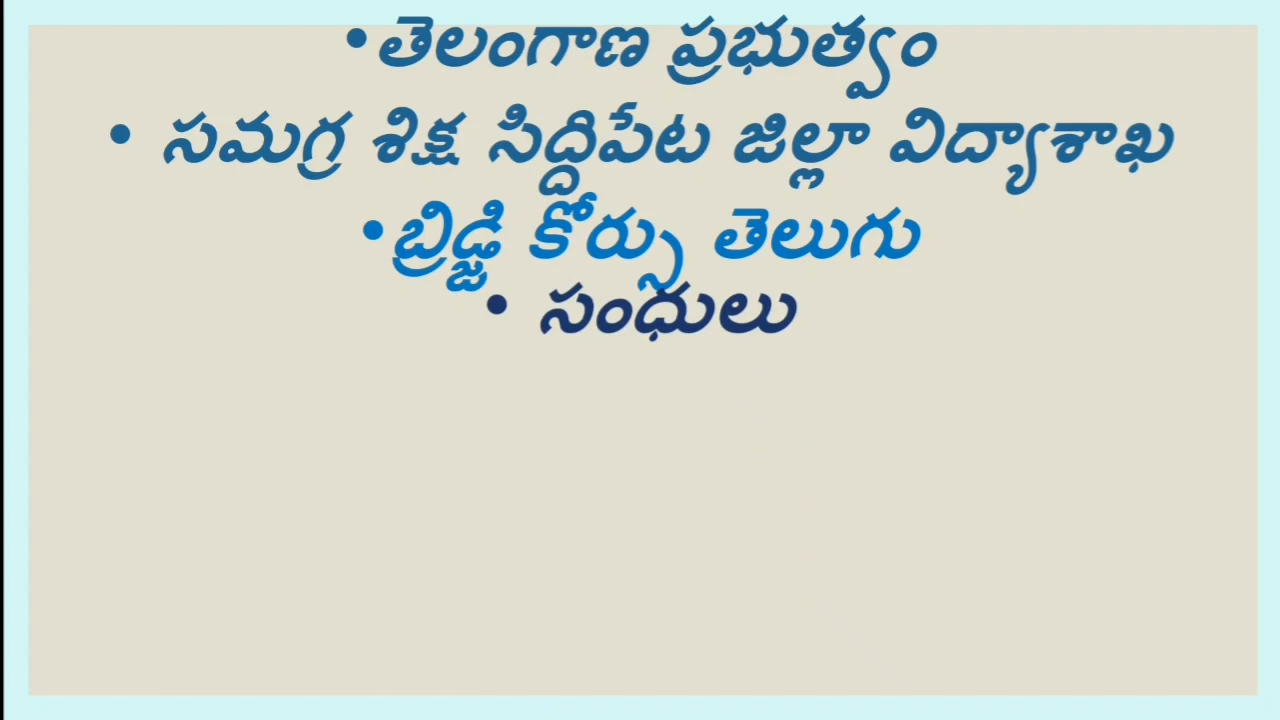 •తెలంగాణ ప్రభుత్వం
• సమగ్ర శిక్ష సిద్దిపేట జిల్లా విద్యాశాఖ
•బ్రిడ్జి కోర్సు తెలుగు
• సంధులు